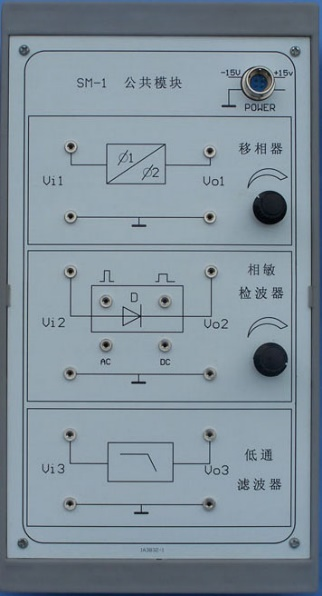 SM-1 公共模块
-15V +15v
POWER
移相器
Ø1
Ø2
Vi1
Vo1
相敏
检波器
D
Vi2
Vo2
AC
DC
低通
Vi3
Vo3
滤波器